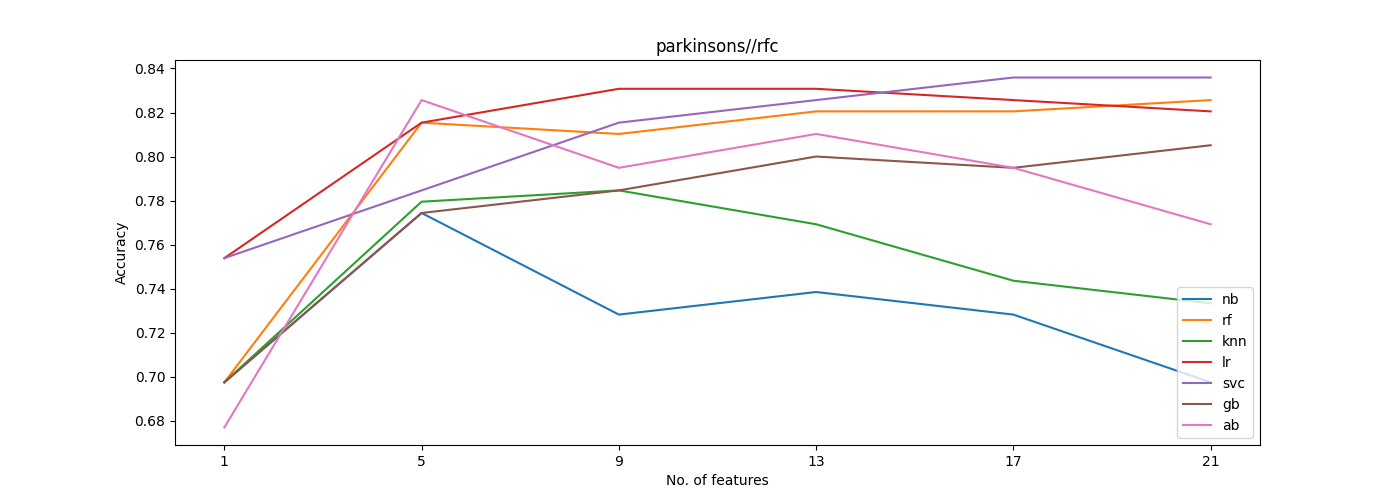 parkinsons//rfc
Accuracy
0.84
0.82
0.80
0.78
0.76
0.74
0.72
0.70
0.68
1 5 9 13 17 21
No. of features
nb
rf
knn
lr
svc
gb
ab